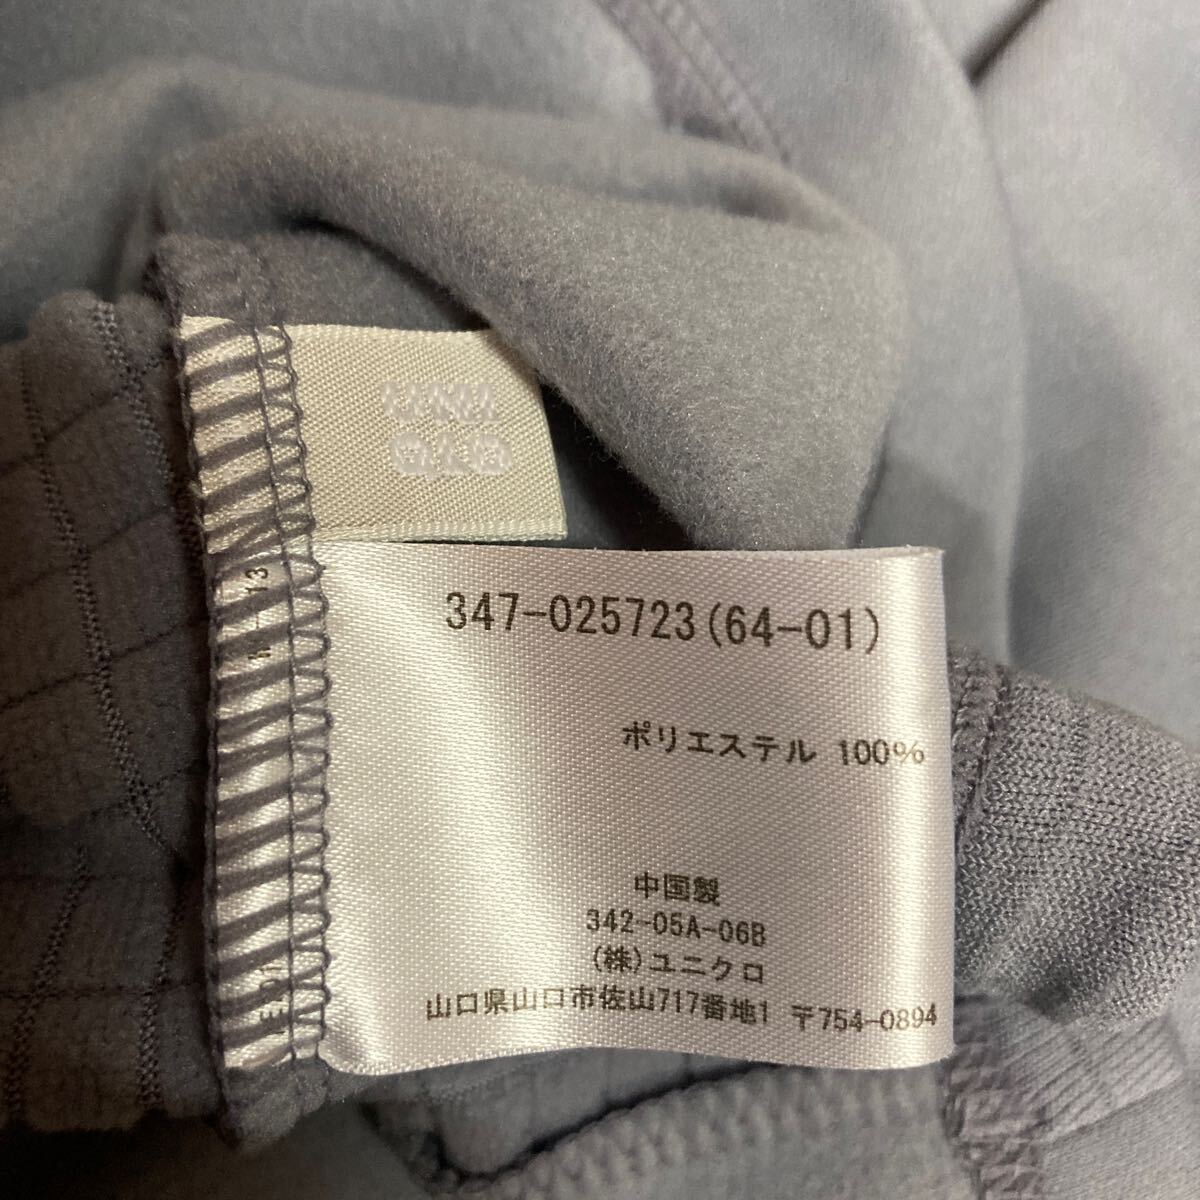 UNI
QLO
347-025723(64-01)
ポリエステル 100%
中国製
342-05A-06B
(株)ユニクロ
山口県山口市佐山717番地1 〒754-0894